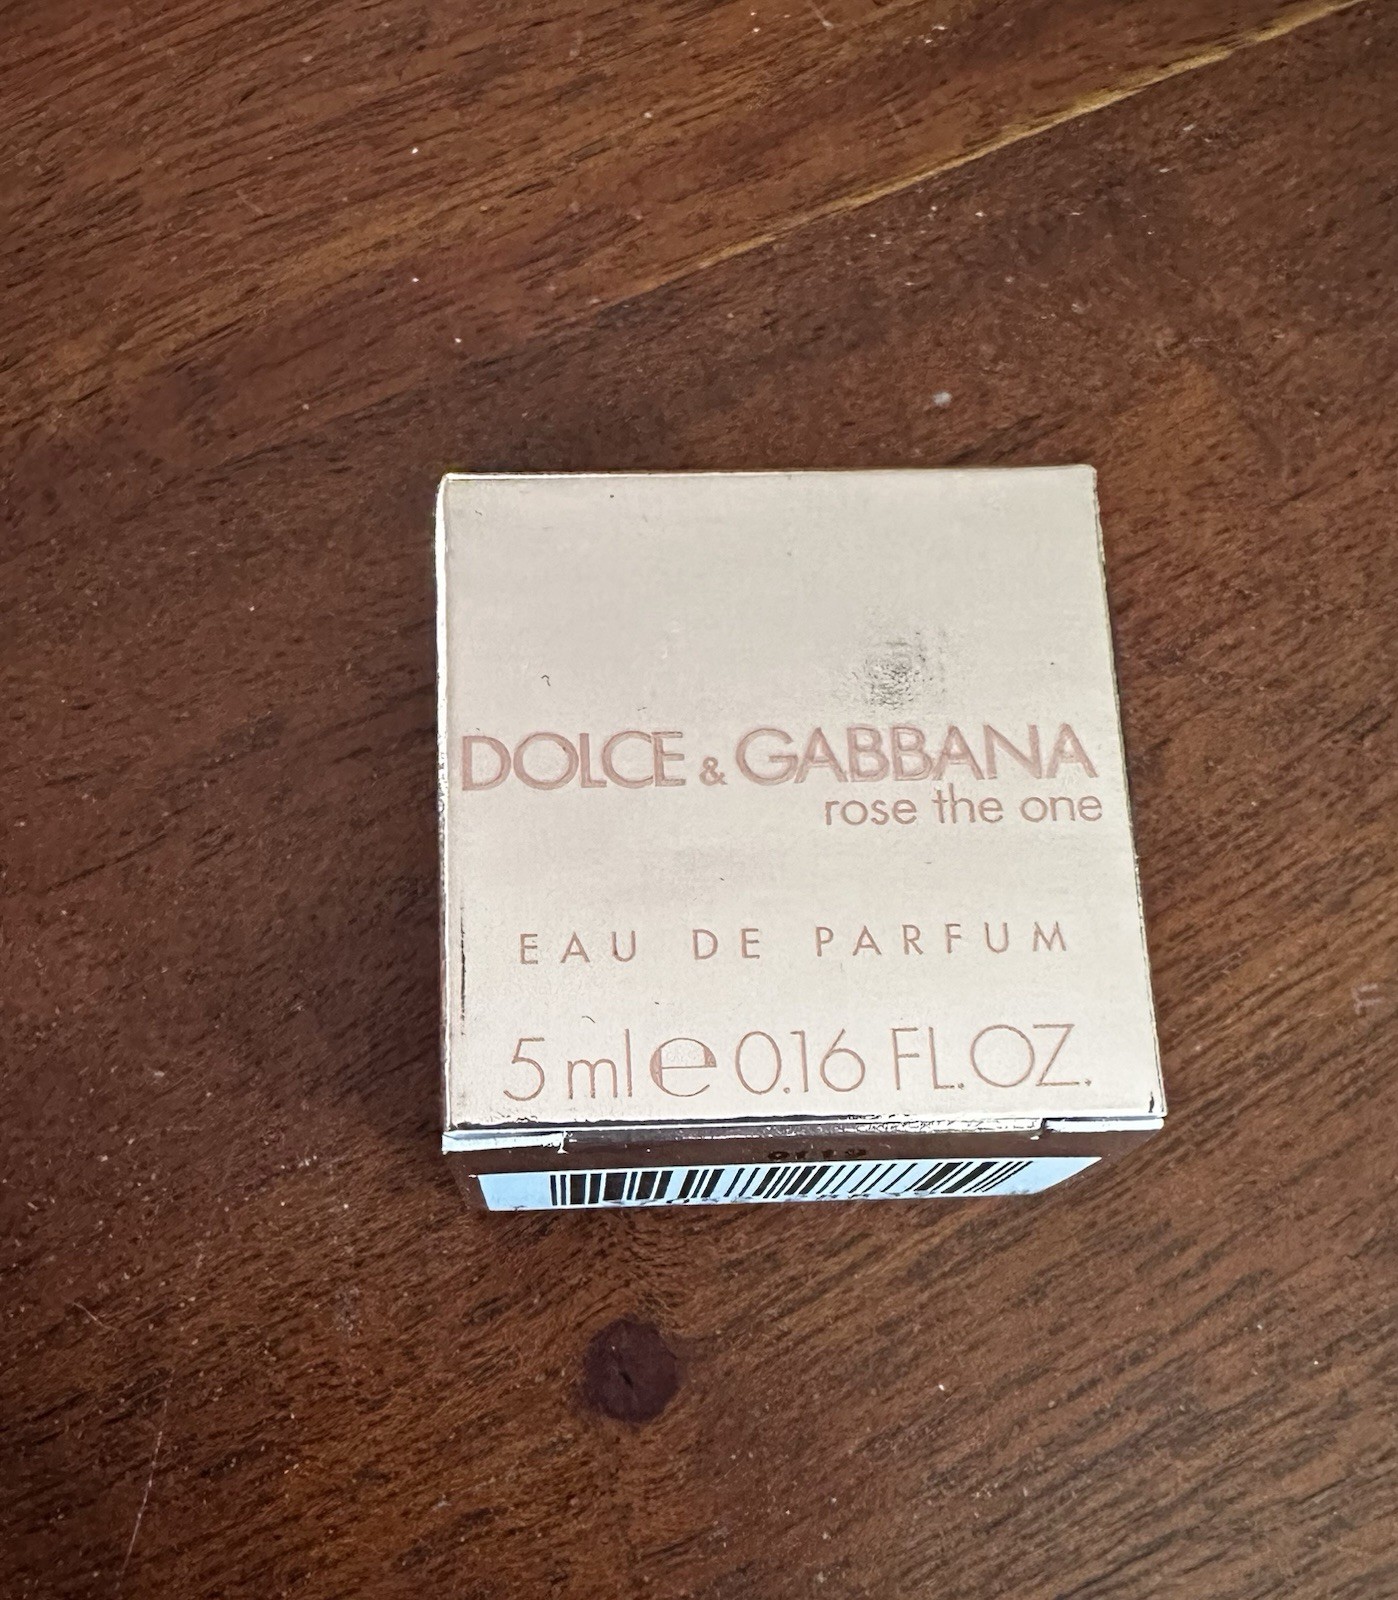 DOLCE & GABBANA
rose the one
EAU DE PARFUM
5 ml e 0.16 FL.OZ.